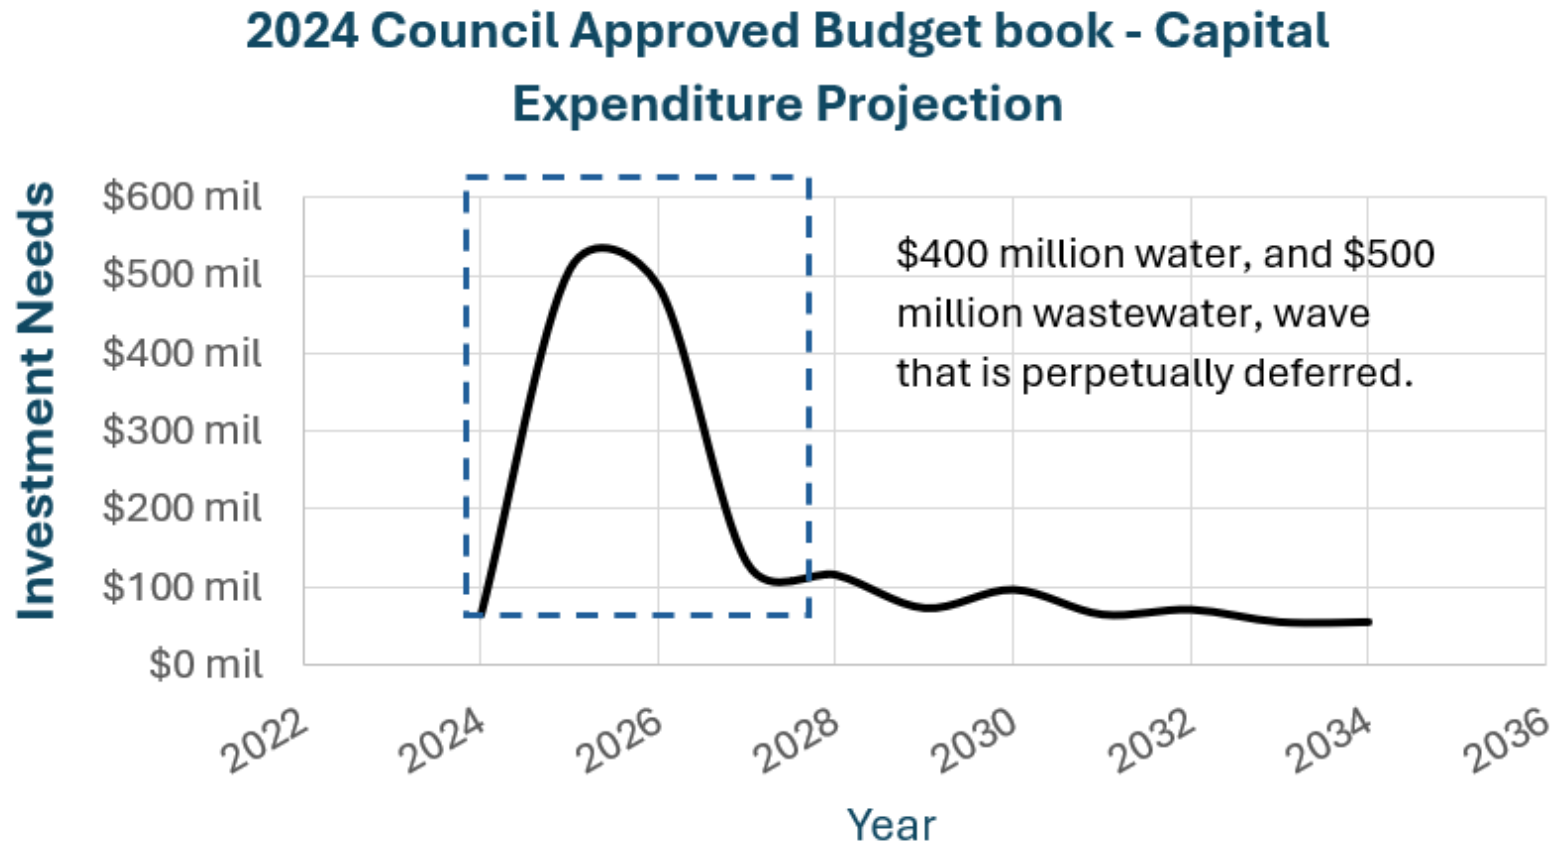 2024 Council Approved Budget book - Capital
Expenditure Projection
Investment Needs
$600 mil
$500 mil
$400 mil
$300 mil
$200 mil
$100 mil
$0 mil
$400 million water, and $500
million wastewater, wave
that is perpetually deferred.
2022
2024
2026
2028
2030
2032
2034
2036
Year